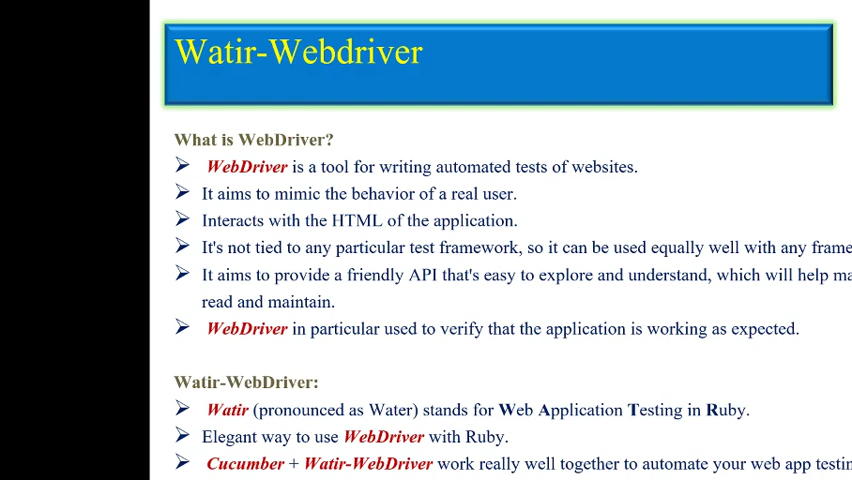 Watir-Webdriver
What is WebDriver?
➢ WebDriver is a tool for writing automated tests of websites.
➢ It aims to mimic the behavior of a real user.
➢ Interacts with the HTML of the application.
➢ It's not tied to any particular test framework, so it can be used equally well with any frame
➢ It aims to provide a friendly API that's easy to explore and understand, which will help ma
read and maintain.
➢ WebDriver in particular used to verify that the application is working as expected.
Watir-WebDriver:
➢ Watir (pronounced as Water) stands for Web Application Testing in Ruby.
➢ Elegant way to use WebDriver with Ruby.
➢ Cucumber + Watir-WebDriver work really well together to automate your web app testin